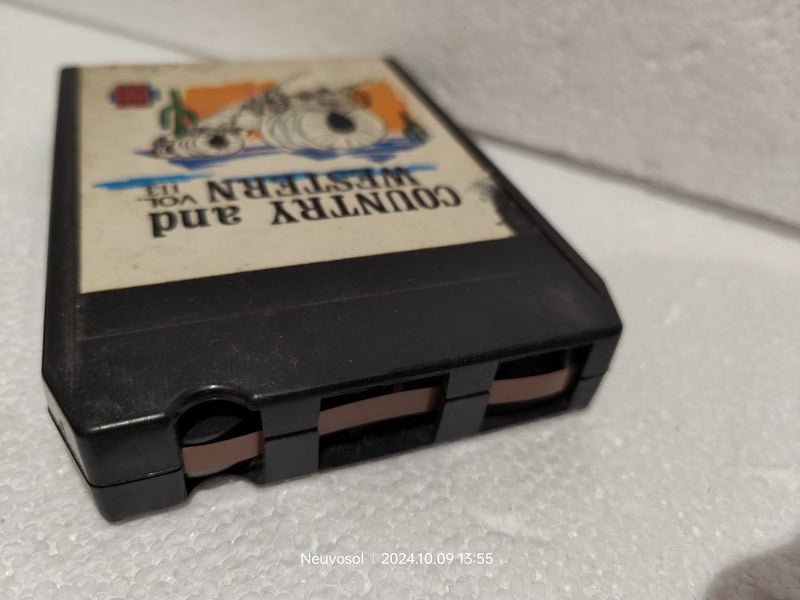 COUNTRY and
WESTERN VOL.
113
Neuvosol | 2024.10.09 13:55